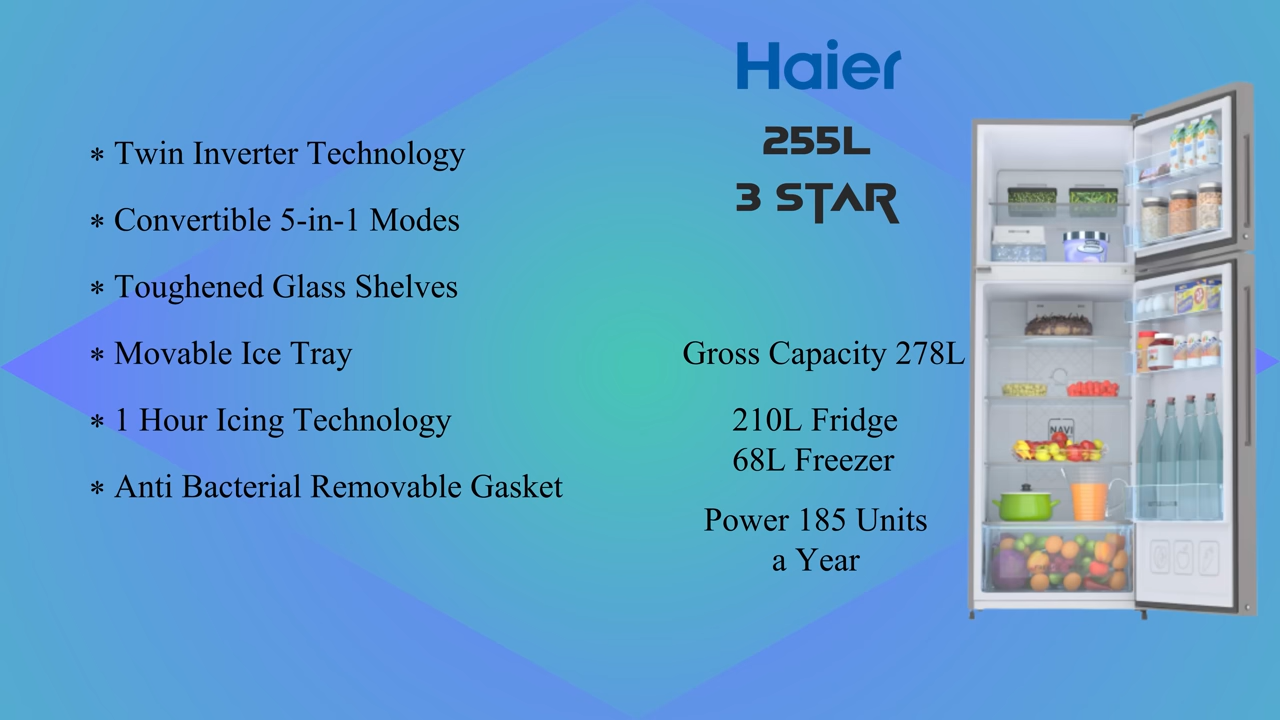 Haier
255L
3 STAR
* Twin Inverter Technology
* Convertible 5-in-1 Modes
* Toughened Glass Shelves
* Movable Ice Tray
* 1 Hour Icing Technology
* Anti Bacterial Removable Gasket
Gross Capacity 278L
210L Fridge
68L Freezer
Power 185 Units
a Year
NAVI